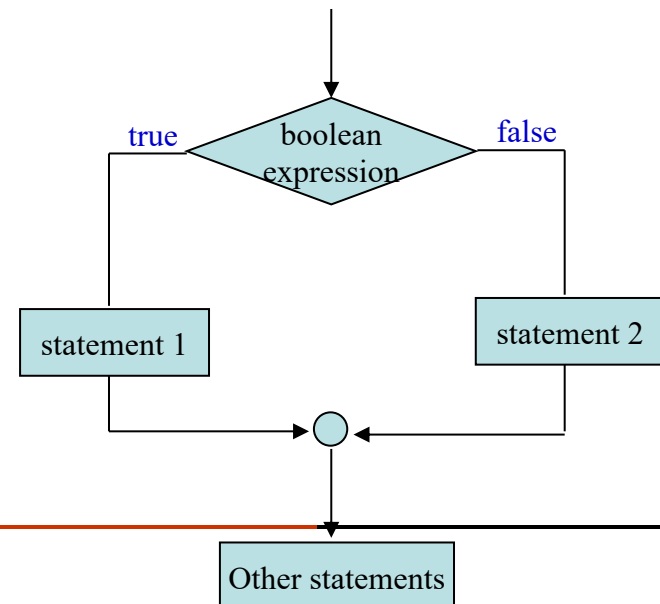 true
boolean
expression
false
statement 1
statement 2
Other statements